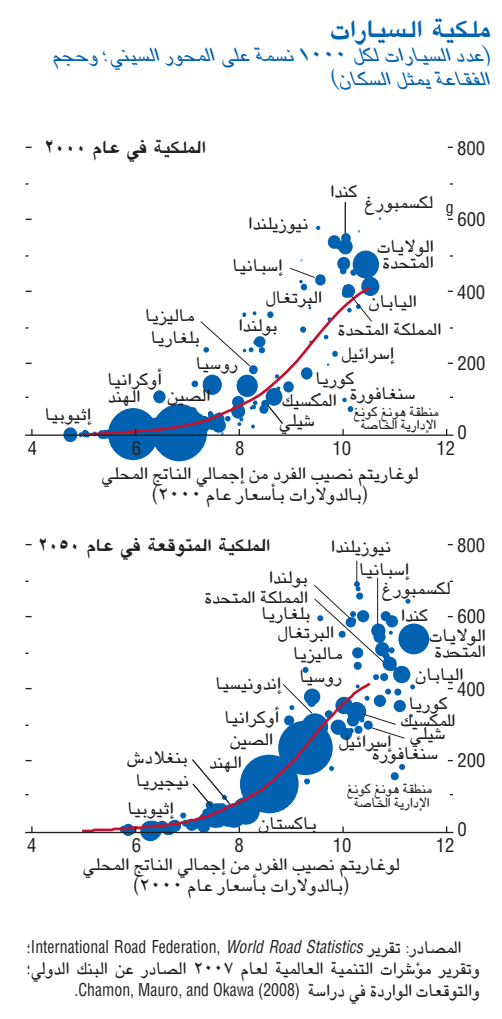 ملكية السيارات
(عدد السيارات لكل ١٠٠٠ نسمة على المحور السيني؛ وحجم
الفقاعة يمثل السكان)
الملكية في عام ٢٠٠٠
800
600
400
200
0
g
كندا
لكسمبورغ
نيوزيلندا
الولايات
المتحدة
إسبانيا
البرتغال
اليابان
ماليزيا
بولندا
المملكة المتحدة
بلغاريا
إسرائيل
روسيا
كوريا
أوكرانيا
سنغافورة
الهند
الصين
المكسيك
منطقة هونغ كونغ
الإدارية الخاصة
إثيوبيا
شيلي
4 6 8 10 12
لوغاريتم نصيب الفرد من إجمالي الناتج المحلي
(بالدولارات بأسعار عام ٢٠٠٠)
الملكية المتوقعة في عام ٢٠٥٠
800
600
400
200
0
نيوزيلندا
إسبانيا
بولندا
لكسمبورغ
المملكة المتحدة
بلغاريا
كندا
البرتغال
الولايات
المتحدة
ماليزيا
روسيا
اليابان
إندونيسيا
كوريا
أوكرانيا
المكسيك
شيلي
الصين
إسرائيل
سنغافورة
بنغلادش
الهند
نيجيريا
منطقة هونغ كونغ
الإدارية الخاصة
إثيوبيا
باكستان
4 6 8 10 12
لوغاريتم نصيب الفرد من إجمالي الناتج المحلي
(بالدولارات بأسعار عام ٢٠٠٠)
المصادر: تقرير International Road Federation, World Road Statistics؛
وتقرير مؤشرات التنمية العالمية لعام ٢٠٠٧ الصادر عن البنك الدولي؛
والتوقعات الواردة في دراسة Chamon, Mauro, and Okawa (2008).